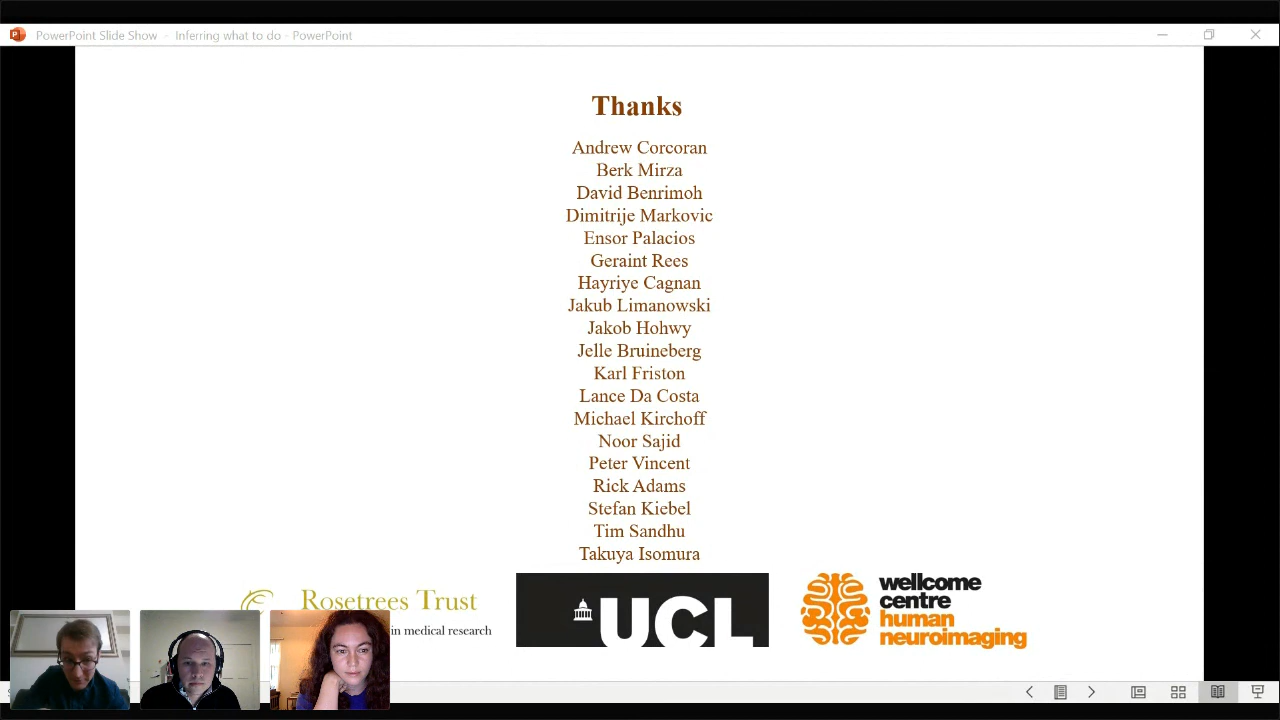 PowerPoint Slide Show - Inferring what to do - PowerPoint
Thanks
Andrew Corcoran
Berk Mirza
David Benrimoh
Dimitrije Markovic
Ensor Palacios
Geraint Rees
Hayriye Cagnan
Jakub Limanowski
Jakob Hohwy
Jelle Bruineberg
Karl Friston
Lance Da Costa
Michael Kirchoff
Noor Sajid
Peter Vincent
Rick Adams
Stefan Kiebel
Tim Sandhu
Takuya Isomura
Rosetrees Trust
in medical research
UCL
wellcome
centre
human
neuroimaging